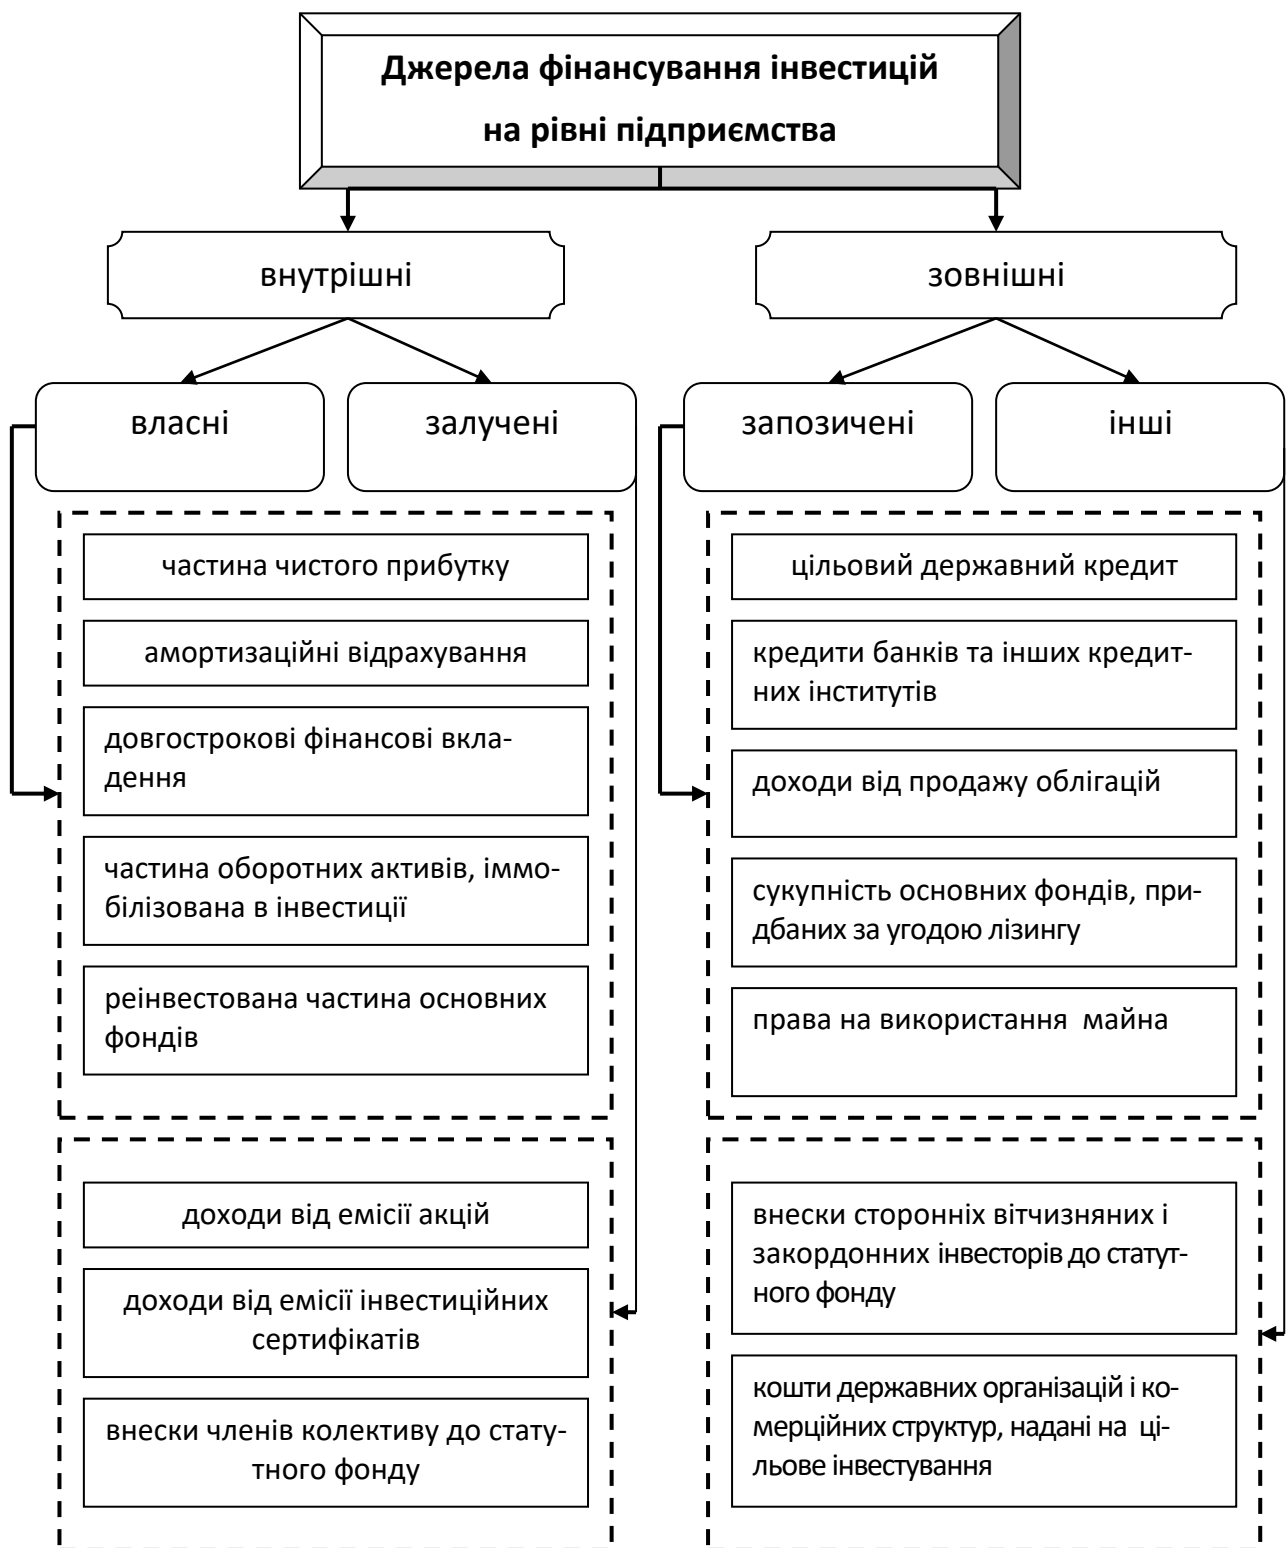 Джерела фінансування інвестицій
на рівні підприємства
внутрішні
зовнішні
власні
залучені
запозичені
інші
частина чистого прибутку
амортизаційні відрахування
довгострокові фінансові вкла-
дення
частина оборотних активів, іммо-
білізована в інвестиції
реінвестована частина основних
фондів
цільовий державний кредит
кредити банків та інших кредит-
них інститутів
доходи від продажу облігацій
сукупність основних фондів, при-
дбаних за угодою лізингу
права на використання  майна
доходи від емісії акцій
доходи від емісії інвестиційних
сертифікатів
внески членів колективу до стату-
тного фонду
внески сторонніх вітчизняних і
закордонних інвесторів до статут-
ного фонду
кошти державних організацій і ко-
мерційних структур, надані на  ці-
льове інвестування